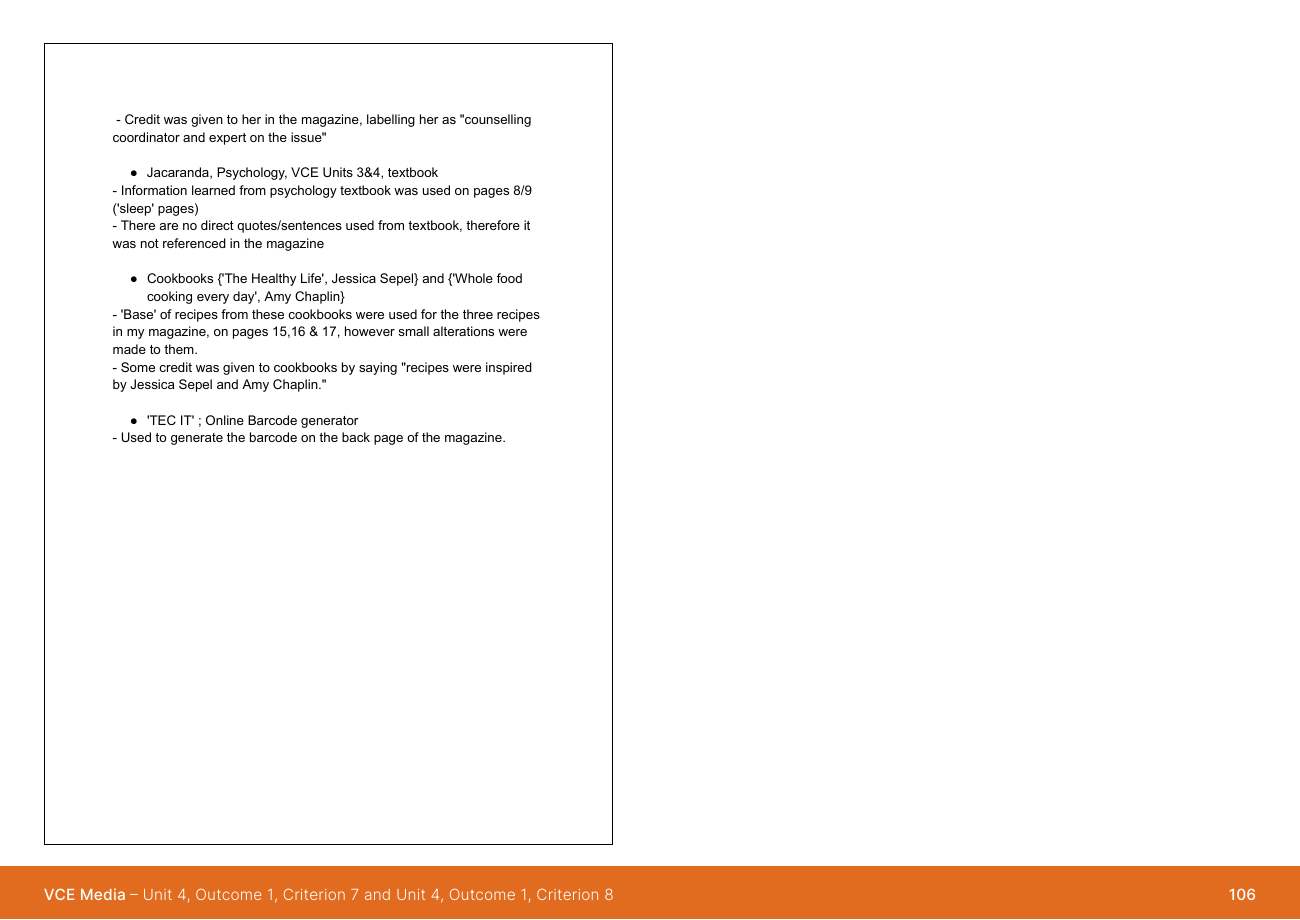 - Credit was given to her in the magazine, labelling her as "counselling
coordinator and expert on the issue"
● Jacaranda, Psychology, VCE Units 3&4, textbook
- Information learned from psychology textbook was used on pages 8/9
('sleep' pages)
- There are no direct quotes/sentences used from textbook, therefore it
was not referenced in the magazine
● Cookbooks {'The Healthy Life', Jessica Sepel} and {'Whole food
cooking every day', Amy Chaplin}
- 'Base' of recipes from these cookbooks were used for the three recipes
in my magazine, on pages 15,16 & 17, however small alterations were
made to them.
- Some credit was given to cookbooks by saying "recipes were inspired
by Jessica Sepel and Amy Chaplin."
● 'TEC IT' ; Online Barcode generator
- Used to generate the barcode on the back page of the magazine.
VCE Media – Unit 4, Outcome 1, Criterion 7 and Unit 4, Outcome 1, Criterion 8
106